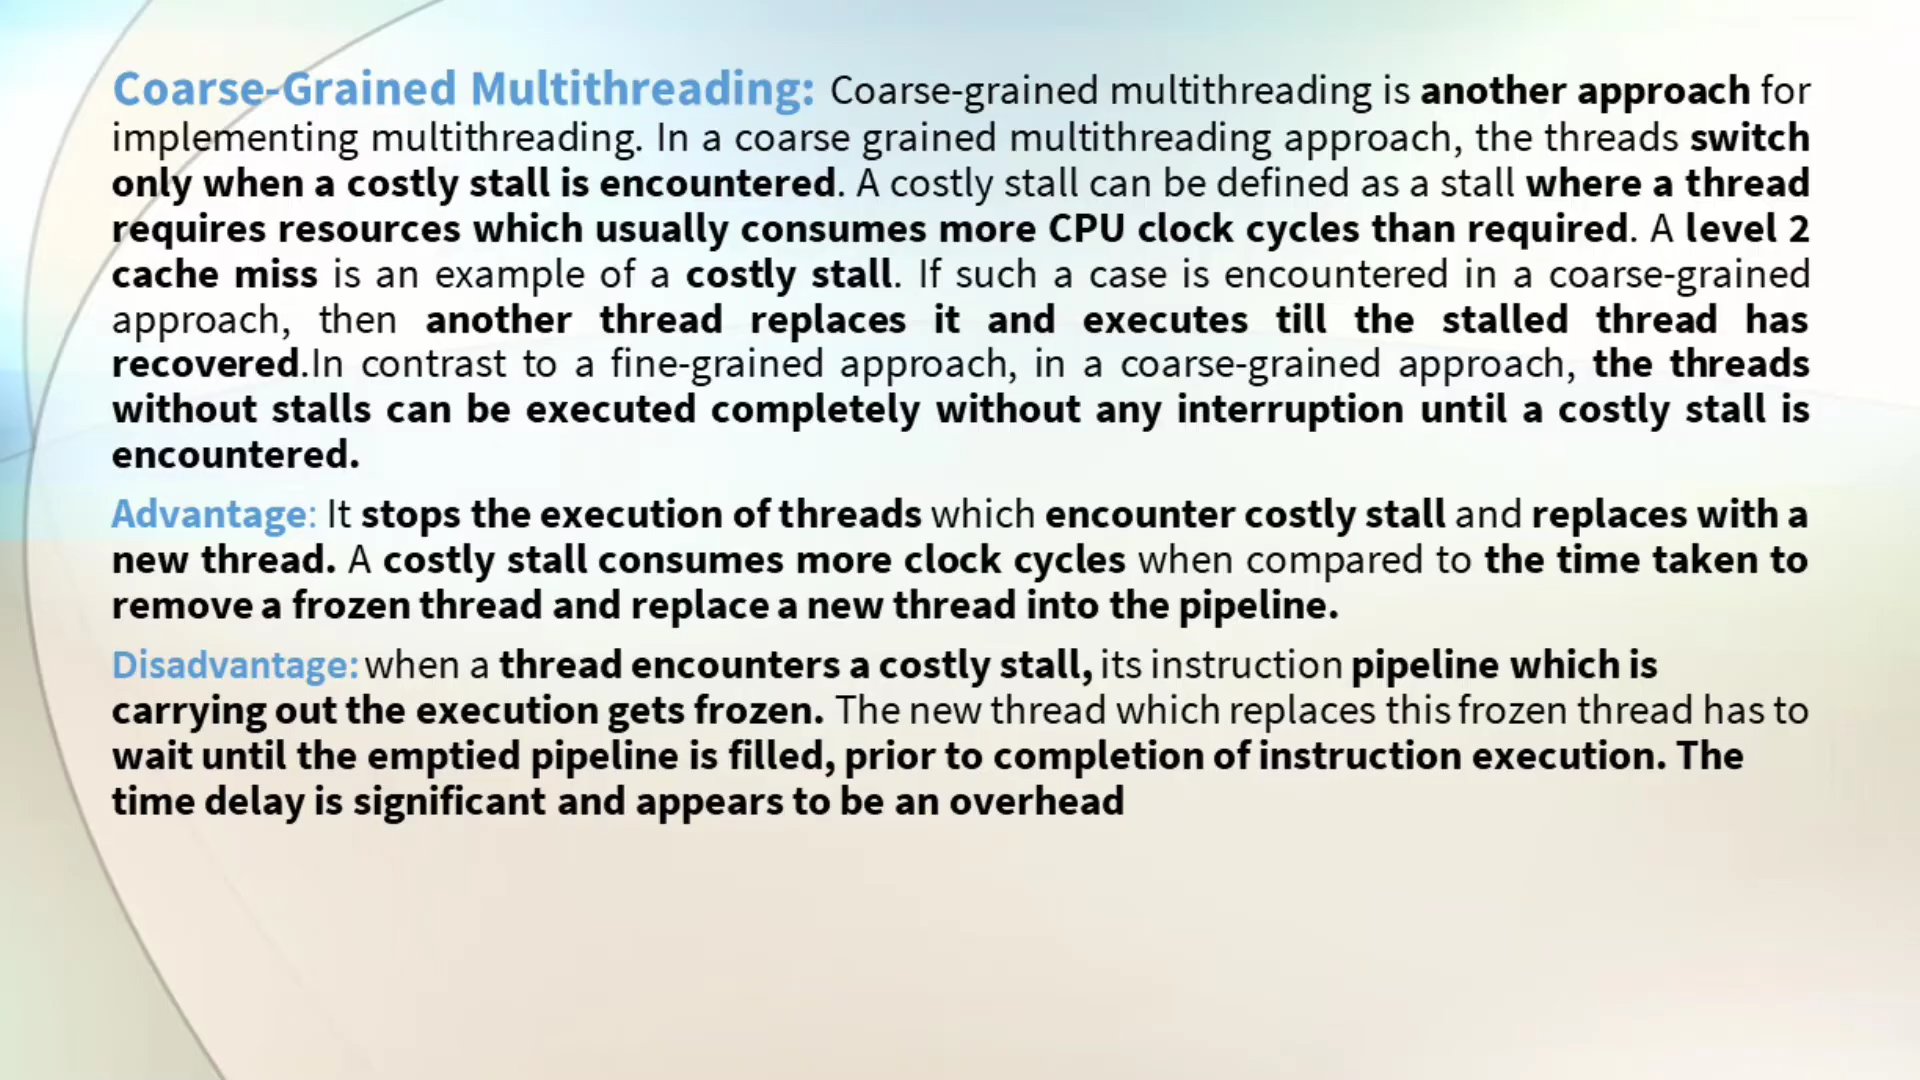 Coarse-Grained Multithreading: Coarse-grained multithreading is another approach for
implementing multithreading. In a coarse grained multithreading approach, the threads switch
only when a costly stall is encountered. A costly stall can be defined as a stall where a thread
requires resources which usually consumes more CPU clock cycles than required. A level 2
cache miss is an example of a costly stall. If such a case is encountered in a coarse-grained
approach, then another thread replaces it and executes till the stalled thread has
recovered.In contrast to a fine-grained approach, in a coarse-grained approach, the threads
without stalls can be executed completely without any interruption until a costly stall is
encountered.
Advantage: It stops the execution of threads which encounter costly stall and replaces with a
new thread. A costly stall consumes more clock cycles when compared to the time taken to
remove a frozen thread and replace a new thread into the pipeline.
Disadvantage: when a thread encounters a costly stall, its instruction pipeline which is
carrying out the execution gets frozen. The new thread which replaces this frozen thread has to
wait until the emptied pipeline is filled, prior to completion of instruction execution. The
time delay is significant and appears to be an overhead